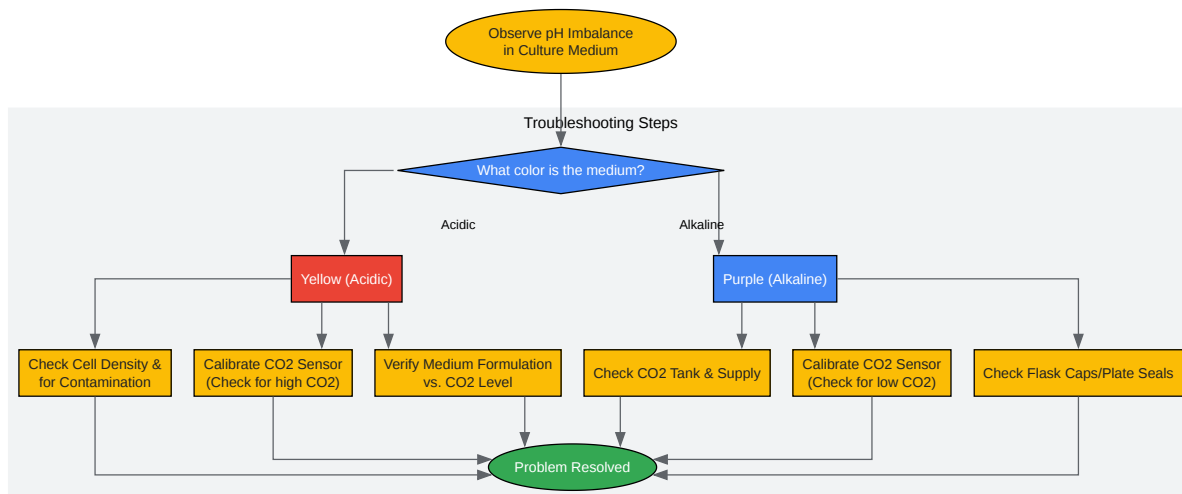 Observe pH Imbalance
in Culture Medium
Troubleshooting Steps
What color is the medium?
Acidic
Alkaline
Yellow (Acidic)
Purple (Alkaline)
Check Cell Density &
for Contamination
Calibrate CO2 Sensor
(Check for high CO2)
Verify Medium Formulation
vs. CO2 Level
Check CO2 Tank & Supply
Calibrate CO2 Sensor
(Check for low CO2)
Check Flask Caps/Plate Seals
Problem Resolved